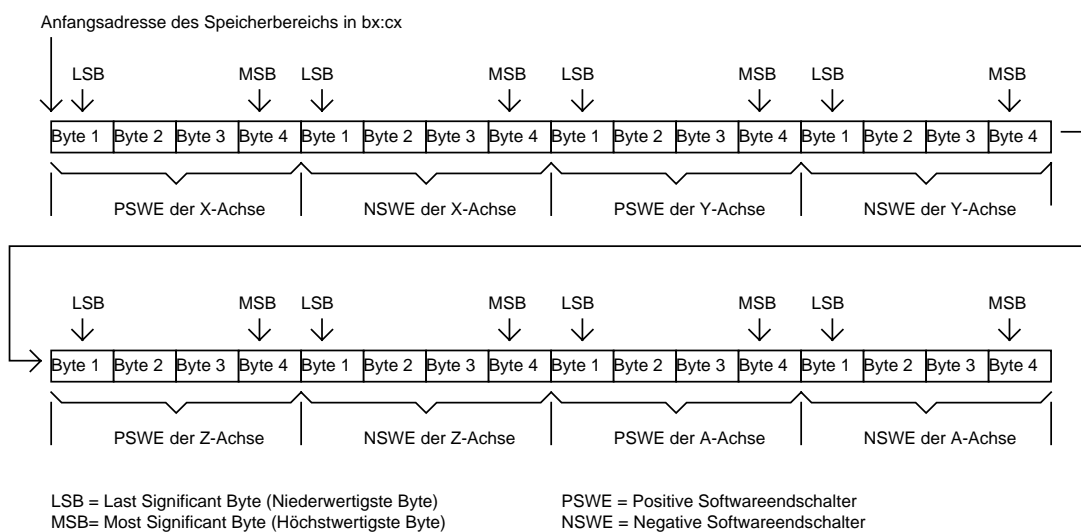 Anfangsadresse des Speicherbereichs in bx:cx
LSB MSB LSB MSB LSB MSB LSB MSB
Byte 1 Byte 2 Byte 3 Byte 4 Byte 1 Byte 2 Byte 3 Byte 4 Byte 1 Byte 2 Byte 3 Byte 4 Byte 1 Byte 2 Byte 3 Byte 4
PSWE der X-Achse NSWE der X-Achse PSWE der Y-Achse NSWE der Y-Achse
LSB MSB LSB MSB LSB MSB LSB MSB
Byte 1 Byte 2 Byte 3 Byte 4 Byte 1 Byte 2 Byte 3 Byte 4 Byte 1 Byte 2 Byte 3 Byte 4 Byte 1 Byte 2 Byte 3 Byte 4
PSWE der Z-Achse NSWE der Z-Achse PSWE der A-Achse NSWE der A-Achse
LSB = Last Significant Byte (Niederwertigste Byte) PSWE = Positive Softwareendschalter
MSB= Most Significant Byte (Höchstwertigste Byte) NSWE = Negative Softwareendschalter